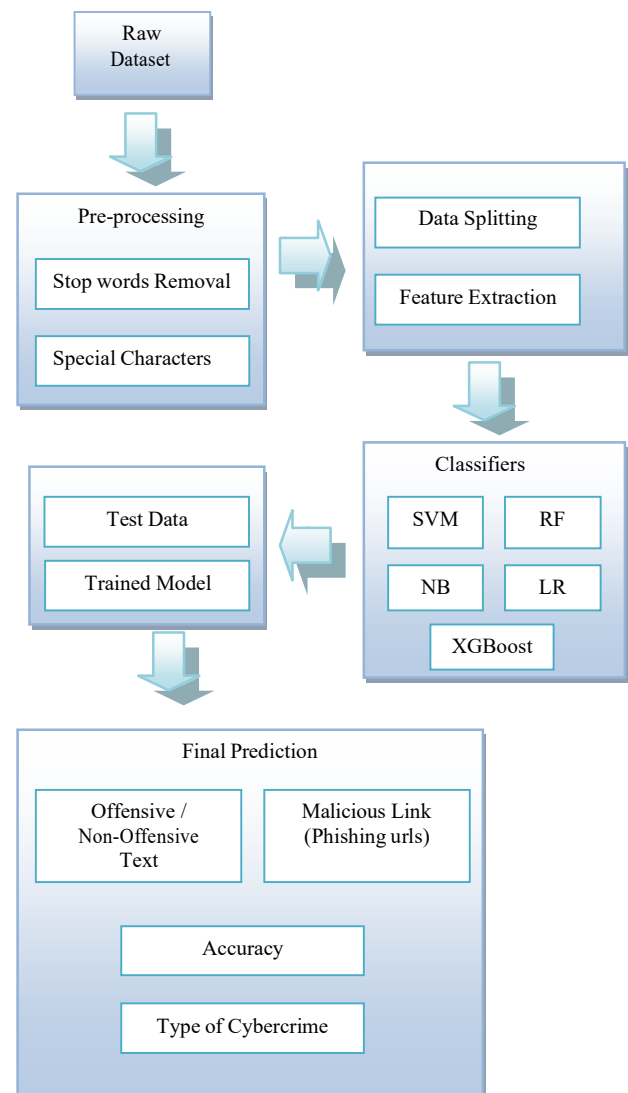 Raw
Dataset
Pre-processing
Stop words Removal
Special Characters
Data Splitting
Feature Extraction
Classifiers
SVM
RF
NB
LR
XGBoost
Test Data
Trained Model
Final Prediction
Offensive /
Non-Offensive
Text
Malicious Link
(Phishing urls)
Accuracy
Type of Cybercrime